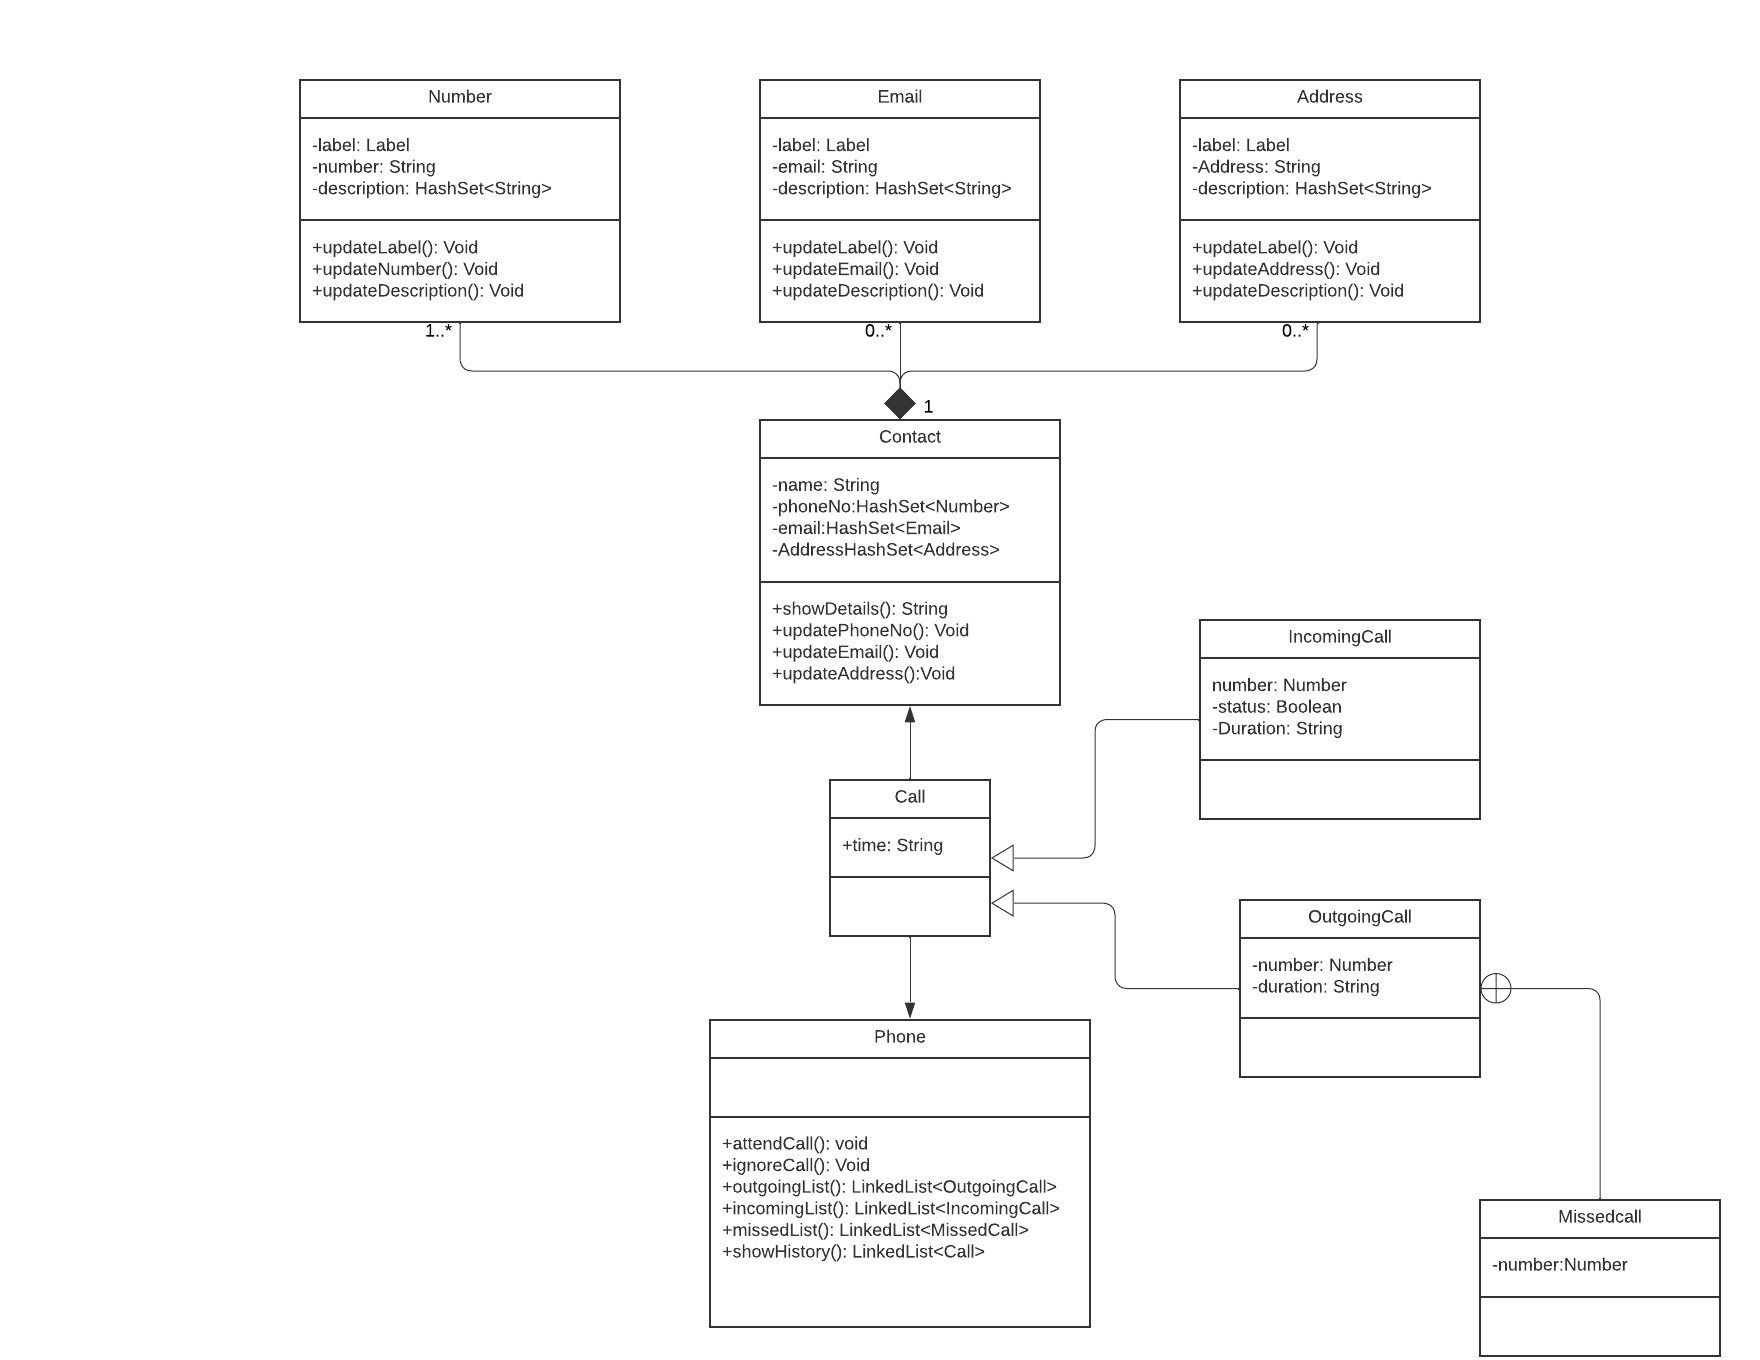 Number
-label: Label
-number: String
-description: HashSet<String>
+updateLabel(): Void
+updateNumber(): Void
+updateDescription(): Void
1..*
Email
-label: Label
-email: String
-description: HashSet<String>
+updateLabel(): Void
+updateEmail(): Void
+updateDescription(): Void
0..*
Address
-label: Label
-Address: String
-description: HashSet<String>
+updateLabel(): Void
+updateAddress(): Void
+updateDescription(): Void
0..*
1
Contact
-name: String
-phoneNo:HashSet<Number>
-email:HashSet<Email>
-AddressHashSet<Address>
+showDetails(): String
+updatePhoneNo(): Void
+updateEmail(): Void
+updateAddress():Void
IncomingCall
number: Number
-status: Boolean
-Duration: String
Call
+time: String
OutgoingCall
-number: Number
-duration: String
Phone
+attendCall(): void
+ignoreCall(): Void
+outgoingList(): LinkedList<OutgoingCall>
+incomingList(): LinkedList<IncomingCall>
+missedList(): LinkedList<MissedCall>
+showHistory(): LinkedList<Call>
Missedcall
-number:Number